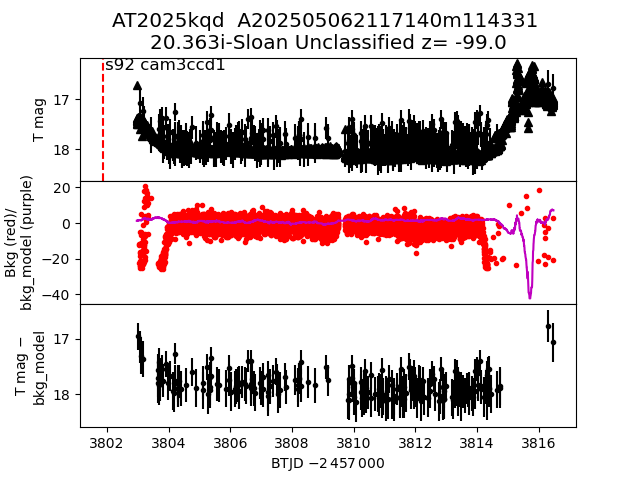 AT2025kqd  A202505062117140m114331
20.363i-Sloan Unclassified z= -99.0
s92 cam3ccd1
T mag
17
18
Bkg (red)/
bkg_model (purple)
20
0
−20
−40
T mag −
bkg_model
17
18
3802 3804 3806 3808 3810 3812 3814 3816
BTJD −2 457 000